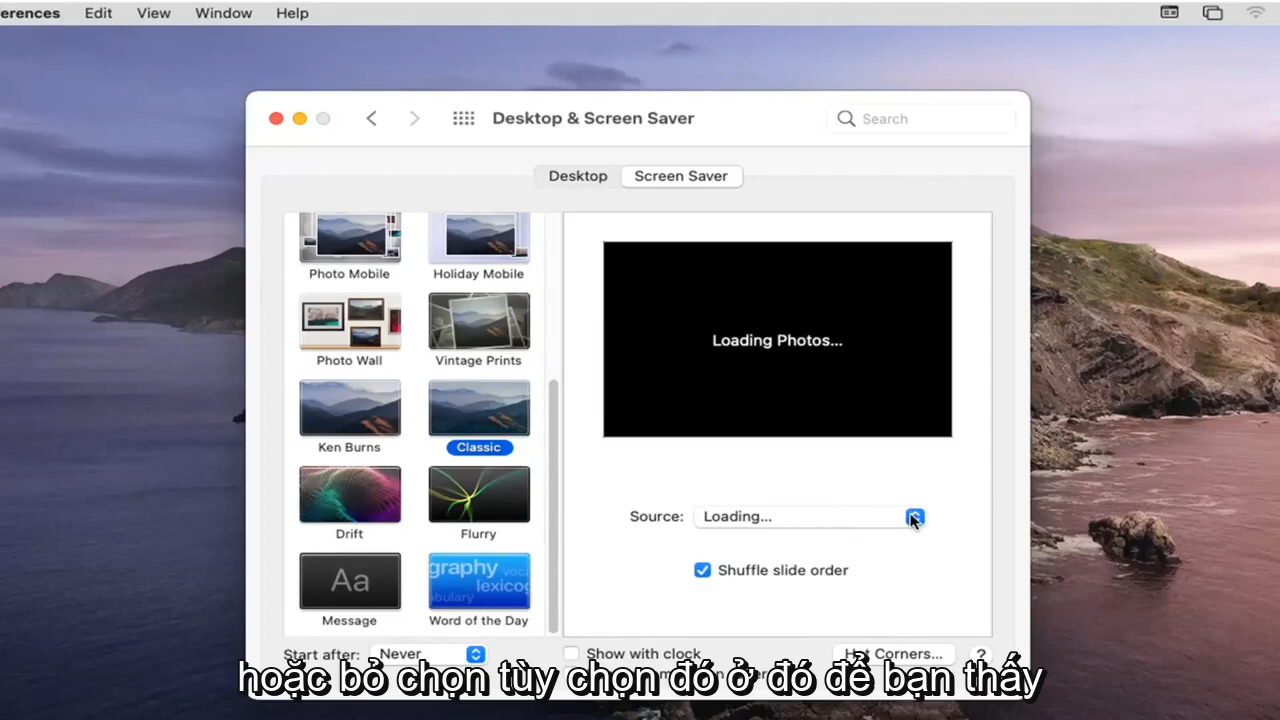 erences Edit View Window Help
Desktop & Screen Saver
Search
Desktop Screen Saver
Photo Mobile Holiday Mobile
Photo Wall Vintage Prints
Ken Burns Classic
Drift Flurry
Aa
graphy
lexicog
Message Word of the Day
Loading Photos...
Source: Loading...
Shuffle slide order
Start after: Never
Show with clock
Hot Corners...
?
hoặc bỏ chọn tùy chọn đó ở đó để bạn thấy